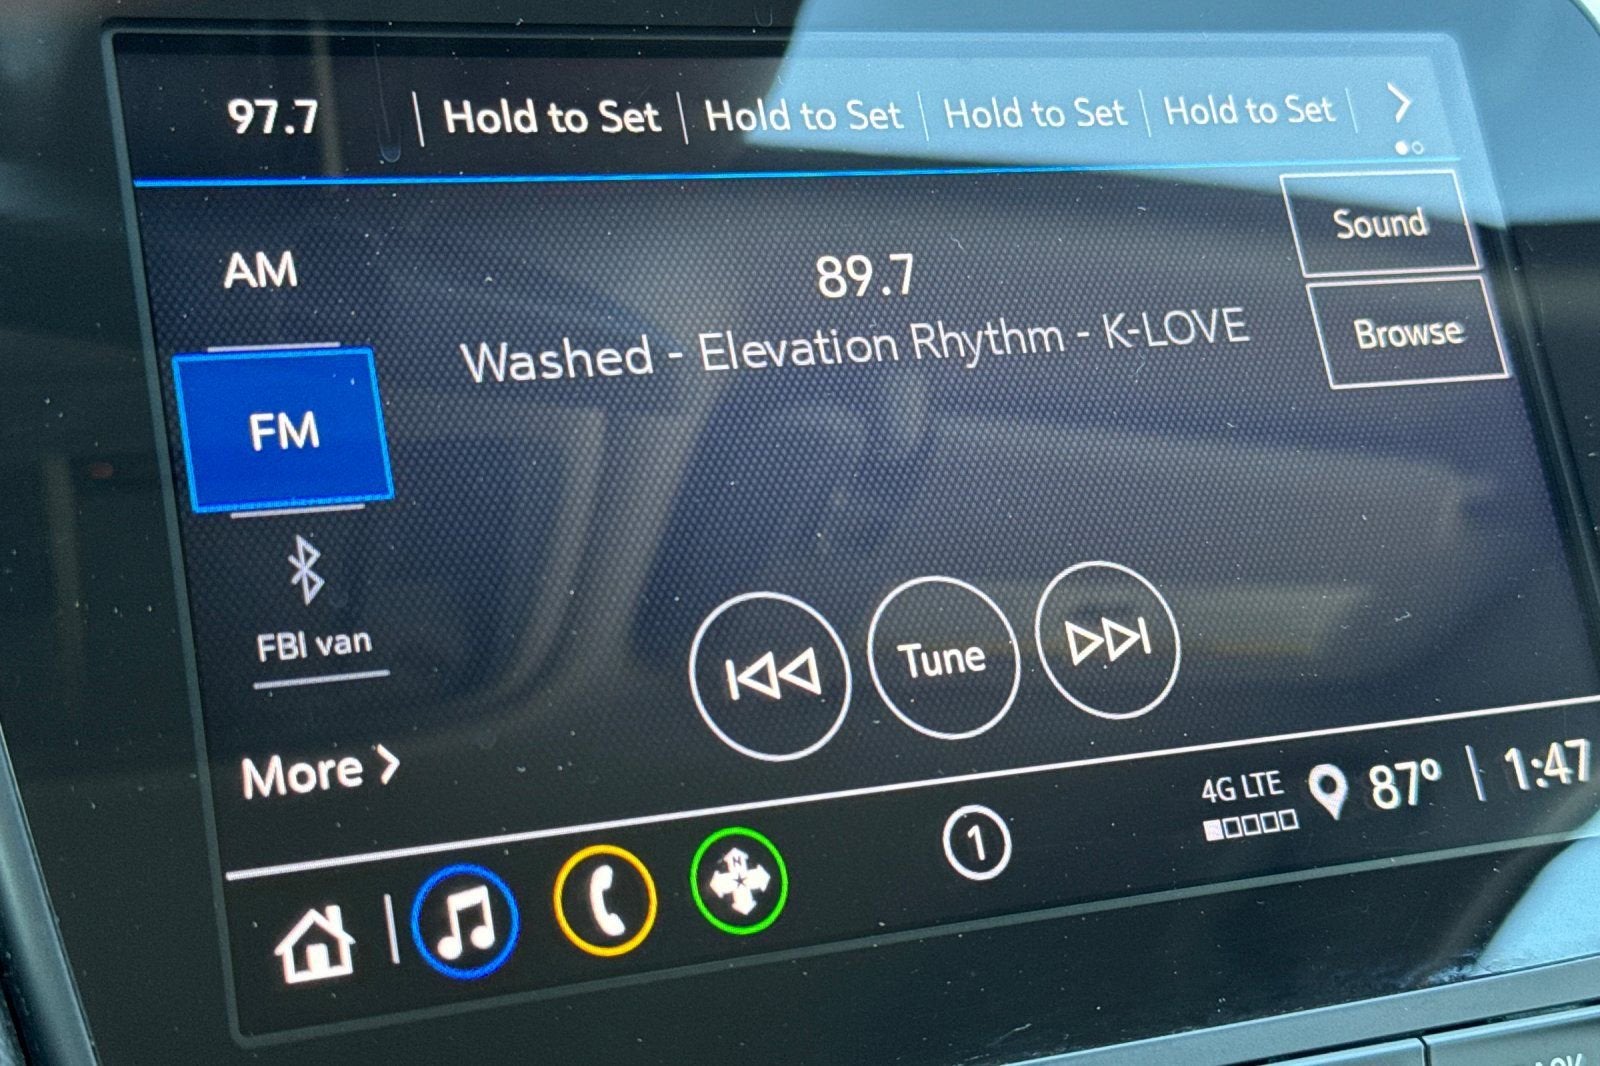 97.7 | Hold to Set | Hold to Set | Hold to Set | Hold to Set |
AM
Sound
89.7
Washed - Elevation Rhythm - K-LOVE
Browse
FM
FBI van
Tune
More
4G LTE
87° | 1:47
1
N